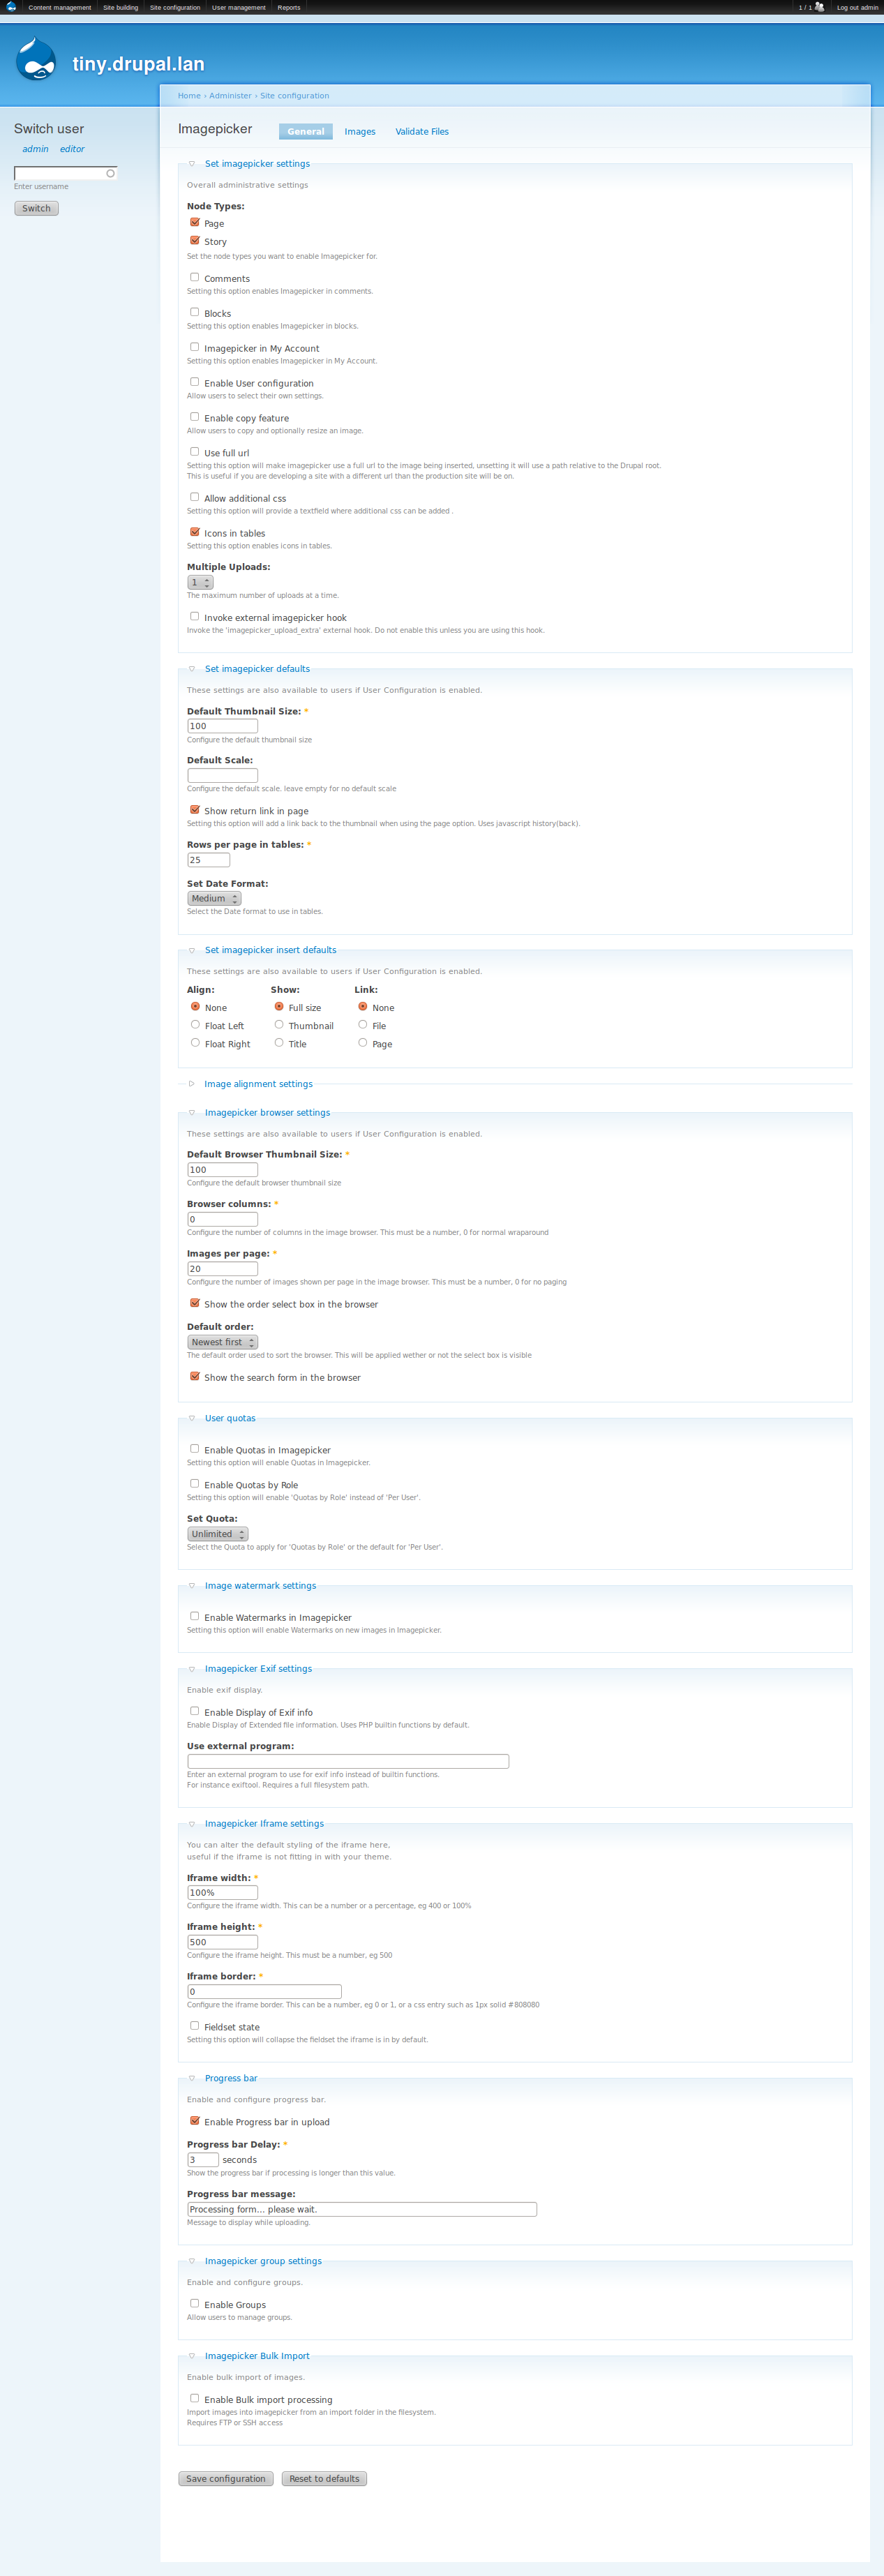 Content management Site building Site configuration User management Reports 1 / 1 Log out admin
tiny.drupal.lan
Home › Administer › Site configuration
Switch user
admin editor
Enter username
Switch
Imagepicker General Images Validate Files
Set imagepicker settings
Overall administrative settings
Node Types:
Page
Story
Set the node types you want to enable Imagepicker for.
Comments
Setting this option enables Imagepicker in comments.
Blocks
Setting this option enables Imagepicker in blocks.
Imagepicker in My Account
Setting this option enables Imagepicker in My Account.
Enable User configuration
Allow users to select their own settings.
Enable copy feature
Allow users to copy and optionally resize an image.
Use full url
Setting this option will make imagepicker use a full url to the image being inserted, unsetting it will use a path relative to the Drupal root.
This is useful if you are developing a site with a different url than the production site will be on.
Allow additional css
Setting this option will provide a textfield where additional css can be added .
Icons in tables
Setting this option enables icons in tables.
Multiple Uploads:
1
The maximum number of uploads at a time.
Invoke external imagepicker hook
Invoke the 'imagepicker_upload_extra' external hook. Do not enable this unless you are using this hook.
Set imagepicker defaults
These settings are also available to users if User Configuration is enabled.
Default Thumbnail Size: *
100
Configure the default thumbnail size
Default Scale:
Configure the default scale. leave empty for no default scale
Show return link in page
Setting this option will add a link back to the thumbnail when using the page option. Uses javascript history(back).
Rows per page in tables: *
25
Set Date Format:
Medium
Select the Date format to use in tables.
Set imagepicker insert defaults
These settings are also available to users if User Configuration is enabled.
Align: Show: Link:
None Full size None
Float Left Thumbnail File
Float Right Title Page
Image alignment settings
Imagepicker browser settings
These settings are also available to users if User Configuration is enabled.
Default Browser Thumbnail Size: *
100
Configure the default browser thumbnail size
Browser columns: *
0
Configure the number of columns in the image browser. This must be a number, 0 for normal wraparound
Images per page: *
20
Configure the number of images shown per page in the image browser. This must be a number, 0 for no paging
Show the order select box in the browser
Default order:
Newest first
The default order used to sort the browser. This will be applied wether or not the select box is visible
Show the search form in the browser
User quotas
Enable Quotas in Imagepicker
Setting this option will enable Quotas in Imagepicker.
Enable Quotas by Role
Setting this option will enable 'Quotas by Role' instead of 'Per User'.
Set Quota:
Unlimited
Select the Quota to apply for 'Quotas by Role' or the default for 'Per User'.
Image watermark settings
Enable Watermarks in Imagepicker
Setting this option will enable Watermarks on new images in Imagepicker.
Imagepicker Exif settings
Enable exif display.
Enable Display of Exif info
Enable Display of Extended file information. Uses PHP builtin functions by default.
Use external program:
Enter an external program to use for exif info instead of builtin functions.
For instance exiftool. Requires a full filesystem path.
Imagepicker Iframe settings
You can alter the default styling of the iframe here,
useful if the iframe is not fitting in with your theme.
Iframe width: *
100%
Configure the iframe width. This can be a number or a percentage, eg 400 or 100%
Iframe height: *
500
Configure the iframe height. This must be a number, eg 500
Iframe border: *
0
Configure the iframe border. This can be a number, eg 0 or 1, or a css entry such as 1px solid #808080
Fieldset state
Setting this option will collapse the fieldset the iframe is in by default.
Progress bar
Enable and configure progress bar.
Enable Progress bar in upload
Progress bar Delay: *
3 seconds
Show the progress bar if processing is longer than this value.
Progress bar message:
Processing form... please wait.
Message to display while uploading.
Imagepicker group settings
Enable and configure groups.
Enable Groups
Allow users to manage groups.
Imagepicker Bulk Import
Enable bulk import of images.
Enable Bulk import processing
Import images into imagepicker from an import folder in the filesystem.
Requires FTP or SSH access
Save configuration Reset to defaults